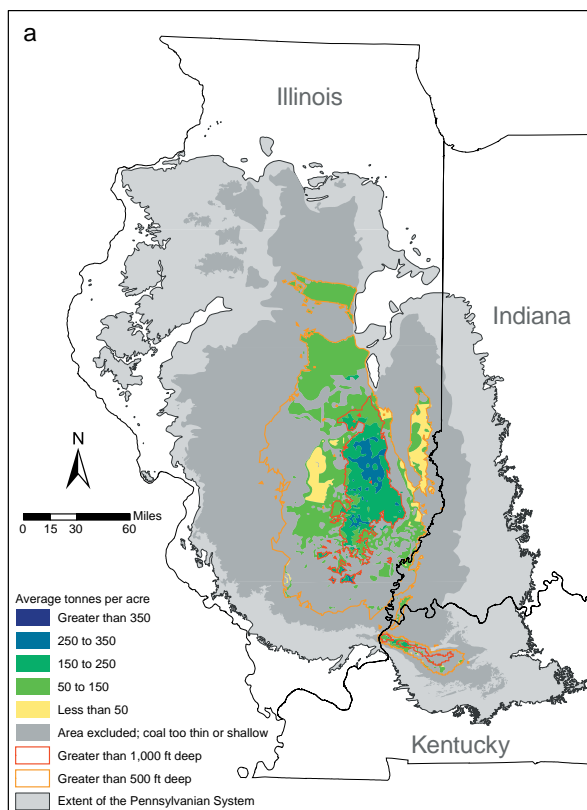 a
Illinois
Indiana
N
Miles
0 15 30 60
Average tonnes per acre
Greater than 350
250 to 350
150 to 250
50 to 150
Less than 50
Area excluded; coal too thin or shallow
Greater than 1,000 ft deep
Greater than 500 ft deep
Extent of the Pennsylvanian System
Kentucky